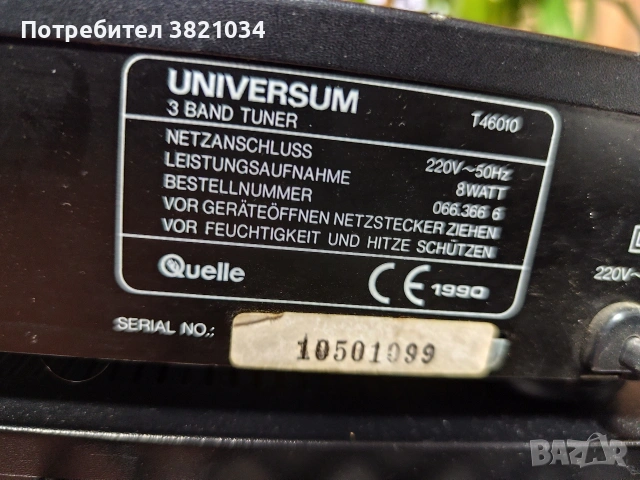 Потребител 3821034
UNIVERSUM
3 BAND TUNER T46010
NETZANSCHLUSS 220V~50Hz
LEISTUNGSAUFNAHME 8WATT
BESTELLNUMMER 066.366 6
VOR GERÄTEÖFFNEN NETZSTECKER ZIEHEN
VOR FEUCHTIGKEIT UND HITZE SCHÜTZEN
Quelle CE 1990
220V~
SERIAL NO.: 10501099
BAZAR